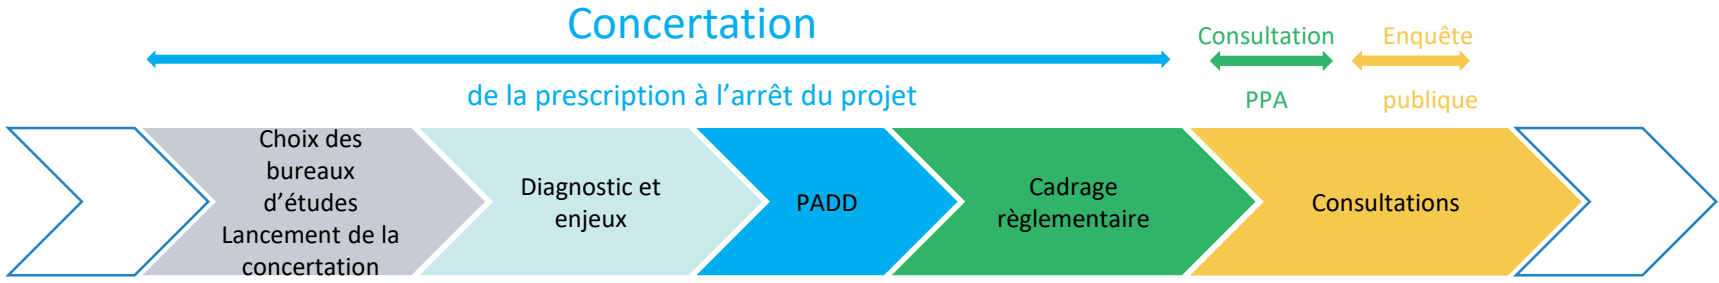 Concertation
de la prescription à l'arrêt du projet
Consultation
PPA
Enquête
publique
Choix des
bureaux
d'études
Lancement de la
concertation
Diagnostic et
enjeux
PADD
Cadrage
règlementaire
Consultations